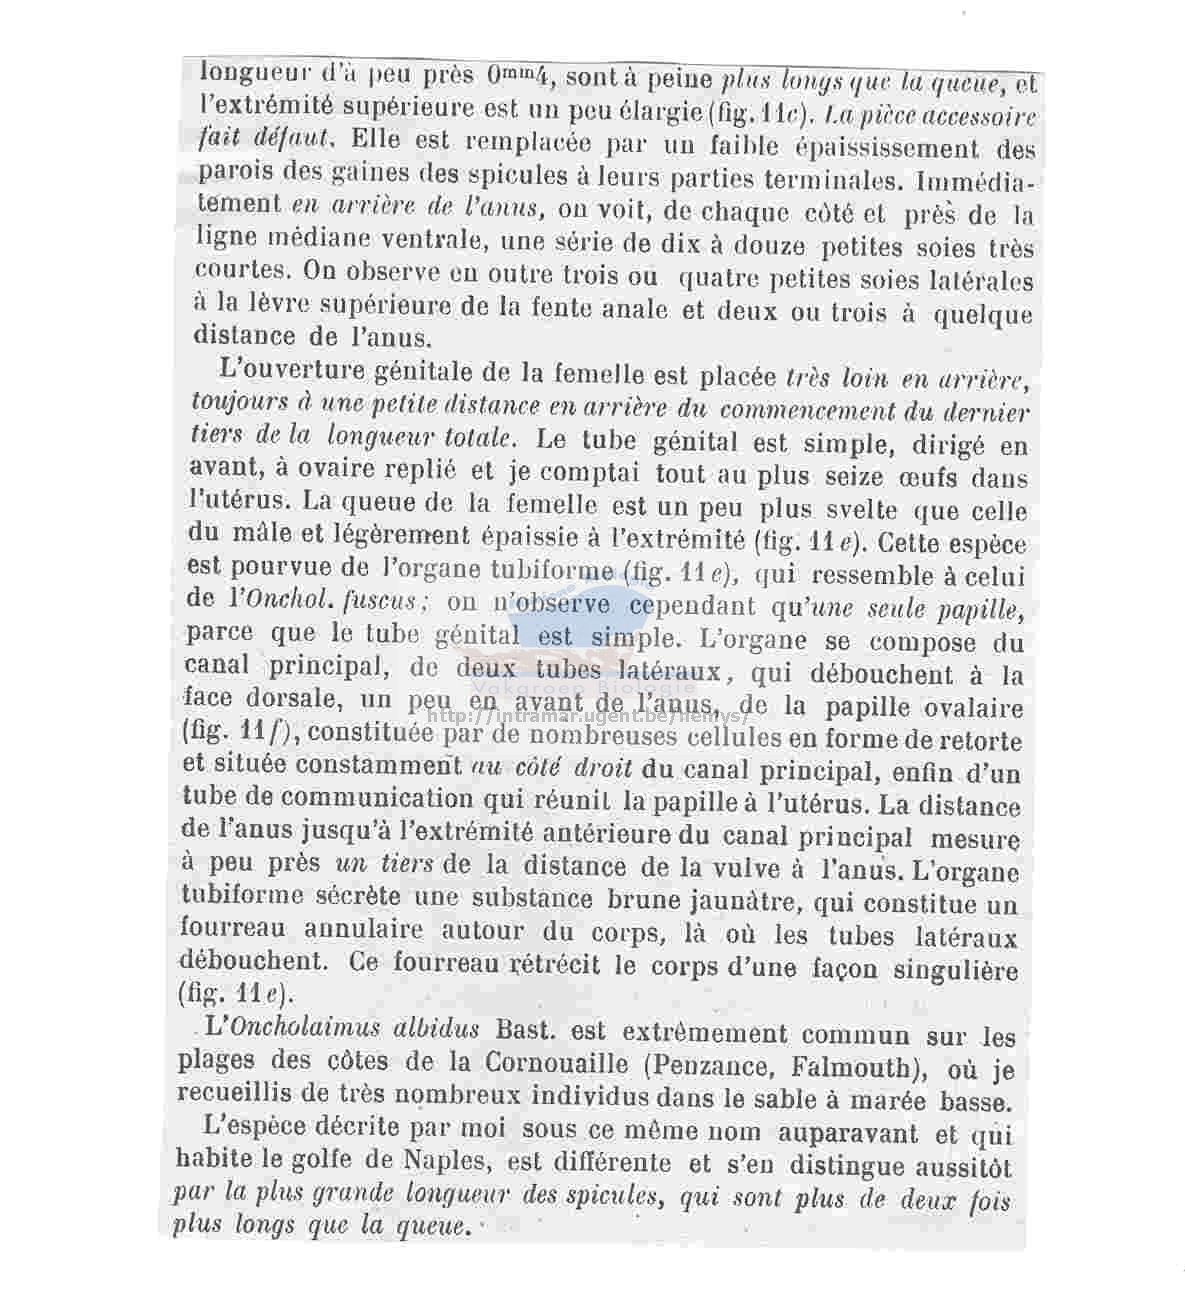 longueur d'à peu près 0mm4, sont à peine plus longs que la queue, et
l'extrémité supérieure est un peu élargie (fig. 11c). La pièce accessoire
fait défaut. Elle est remplacée par un faible épaississement des
parois des gaines des spicules à leurs parties terminales. Immédia-
tement en arrière de l'anus, on voit, de chaque côté et près de la
ligne médiane ventrale, une série de dix à douze petites soies très
courtes. On observe en outre trois ou quatre petites soies latérales
à la lèvre supérieure de la fente anale et deux ou trois à quelque
distance de l'anus.
L'ouverture génitale de la femelle est placée très loin en arrière,
toujours à une petite distance en arrière du commencement du dernier
tiers de la longueur totale. Le tube génital est simple, dirigé en
avant, à ovaire replié et je comptai tout au plus seize œufs dans
l'utérus. La queue de la femelle est un peu plus svelte que celle
du mâle et légèrement épaissie à l'extrémité (fig. 11 e). Cette espèce
est pourvue de l'organe tubiforme (fig. 11 e), qui ressemble à celui
de l'Onchol. fuscus; on n'observe cependant qu'une seule papille,
parce que le tube génital est simple. L'organe se compose du
canal principal, de deux tubes latéraux, qui débouchent à la
Vakgroep Biologie
face dorsale, un peu en avant de l'anus, de la papille ovalaire
http://intramar.ugent.be/nemys/
(fig. 11 f), constituée par de nombreuses cellules en forme de retorte
et située constamment au côté droit du canal principal, enfin d'un
tube de communication qui réunit la papille à l'utérus. La distance
de l'anus jusqu'à l'extrémité antérieure du canal principal mesure
à peu près un tiers de la distance de la vulve à l'anus. L'organe
tubiforme sécrète une substance brune jaunâtre, qui constitue un
fourreau annulaire autour du corps, là où les tubes latéraux
débouchent. Ce fourreau rétrécit le corps d'une façon singulière
(fig. 11 e).
L'Oncholaimus albidus Bast. est extrêmement commun sur les
plages des côtes de la Cornouaille (Penzance, Falmouth), où je
recueillis de très nombreux individus dans le sable à marée basse.
L'espèce décrite par moi sous ce même nom auparavant et qui
habite le golfe de Naples, est différente et s'en distingue aussitôt
par la plus grande longueur des spicules, qui sont plus de deux fois
plus longs que la queue.